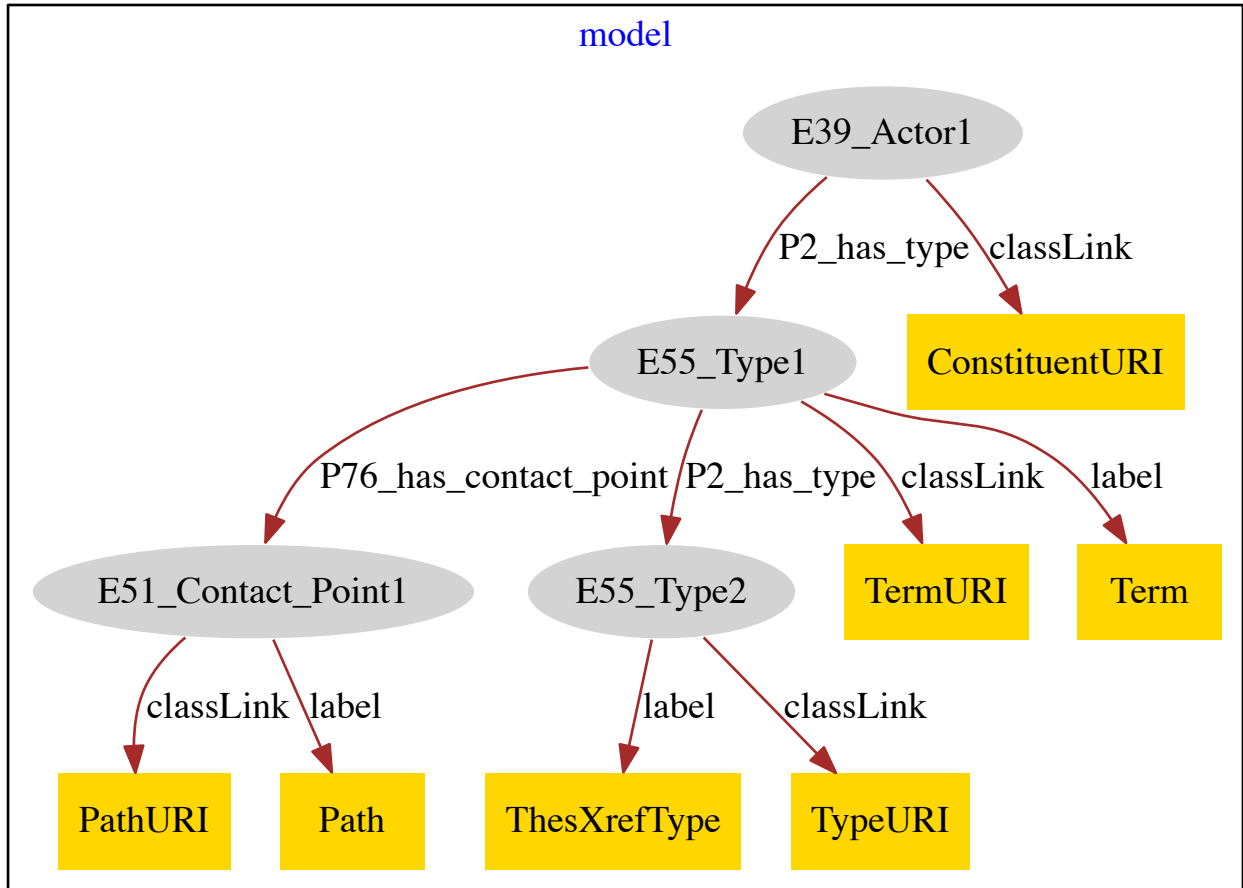 model
E39_Actor1
P2_has_type classLink
E55_Type1 ConstituentURI
P76_has_contact_point P2_has_type classLink label
E51_Contact_Point1 E55_Type2 TermURI Term
classLink label label classLink
PathURI Path ThesXrefType TypeURI